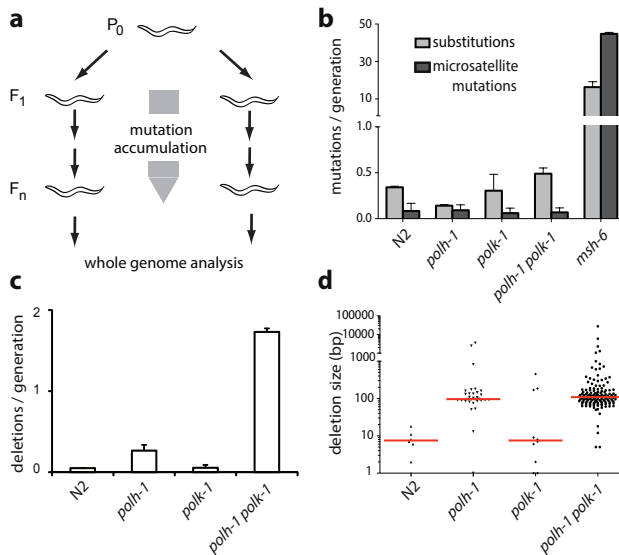 a
P0
F1
mutation
accumulation
Fn
whole genome analysis
b
substitutions
microsatellite
mutations
mutations / generation
50
30
10
1.0
0.5
0.0
N2
polh-1
polk-1
polh-1 polk-1
msh-6
c
deletions / generation
2
1
0
N2
polh-1
polk-1
polh-1 polk-1
d
deletion size (bp)
100000
10000
1000
1000
100
10
1
N2
polh-1
polk-1
polh-1 polk-1